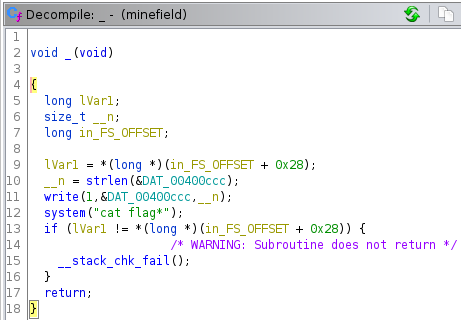 Decompile: _ - (minefield)
1
2 void _(void)
3
4 {
5 long lVar1;
6 size_t __n;
7 long in_FS_OFFSET;
8
9 lVar1 = *(long *)(in_FS_OFFSET + 0x28);
10 __n = strlen(&DAT_00400ccc);
11 write(1,&DAT_00400ccc,__n);
12 system("cat flag*");
13 if (lVar1 != *(long *)(in_FS_OFFSET + 0x28)) {
14 /* WARNING: Subroutine does not return */
15 __stack_chk_fail();
16 }
17 return;
18 }